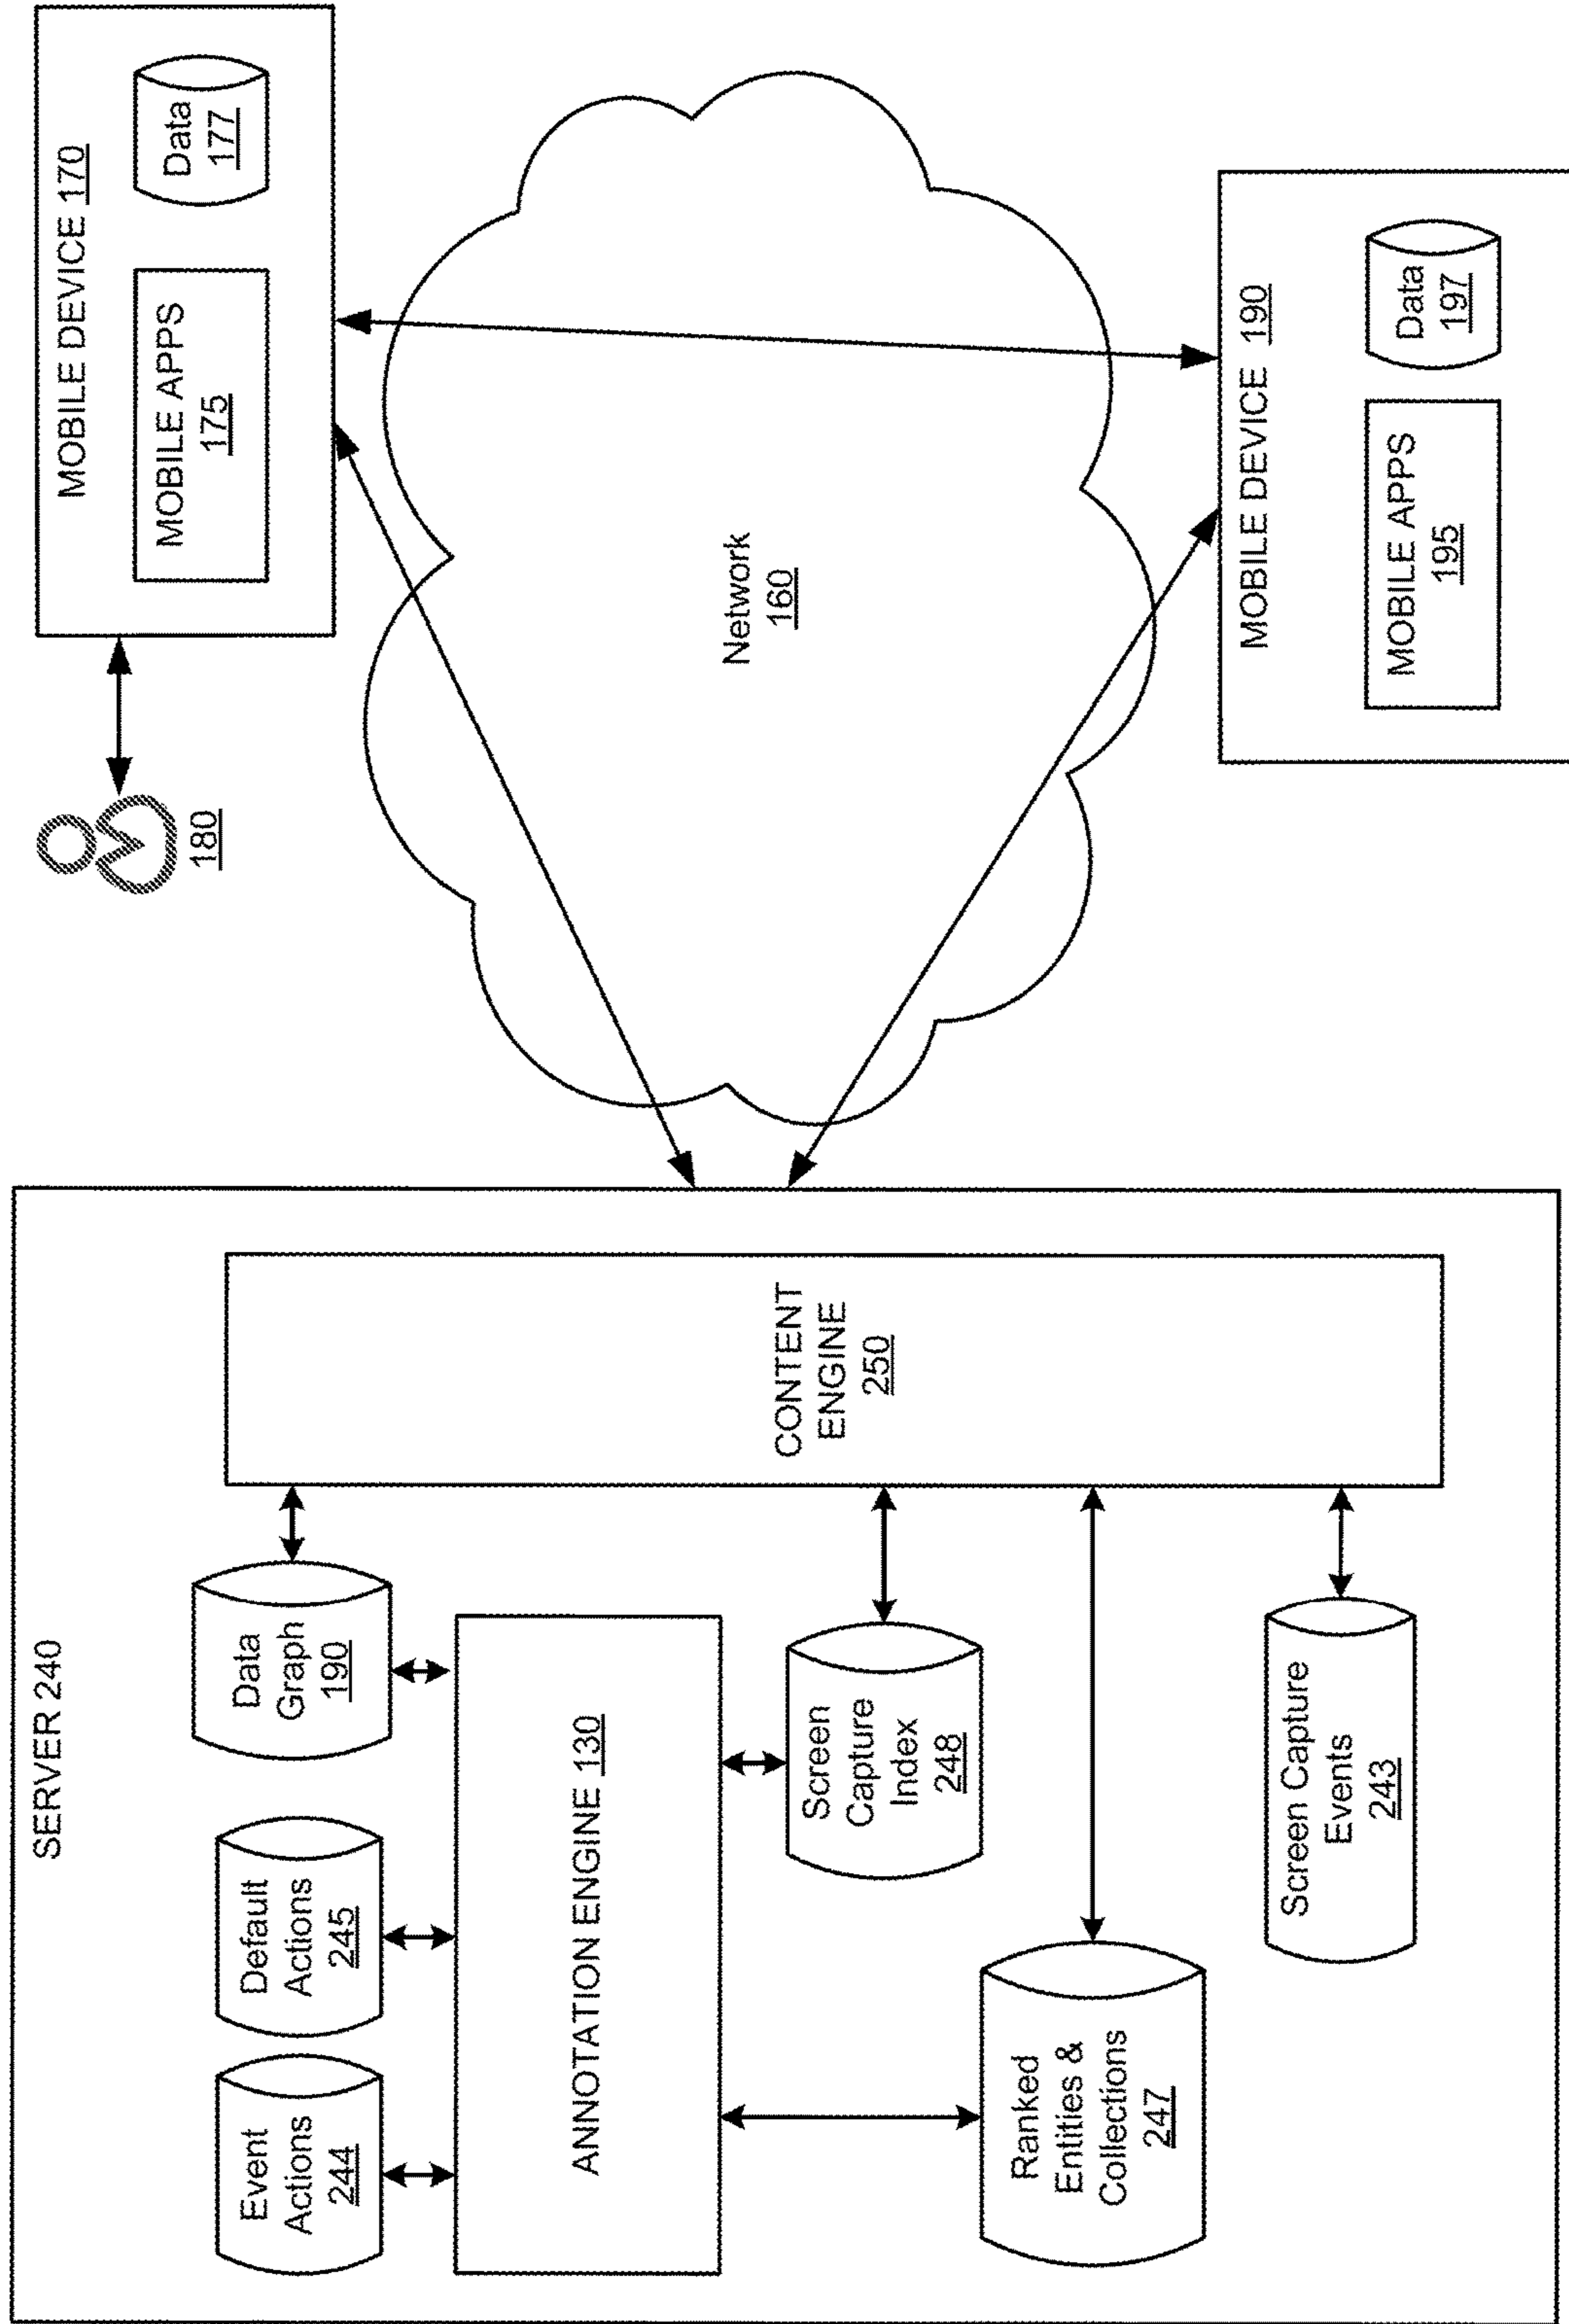 SERVER 240
Event
Actions
244
Default
Actions
245
Data
Graph
190
ANNOTATION ENGINE 130
Screen
Capture
Index
248
Ranked
Entities &
Collections
247
Screen Capture
Events
243
CONTENT
ENGINE
250
180
MOBILE DEVICE 170
MOBILE APPS
175
Data
177
Network
160
MOBILE DEVICE 190
MOBILE APPS
195
Data
197